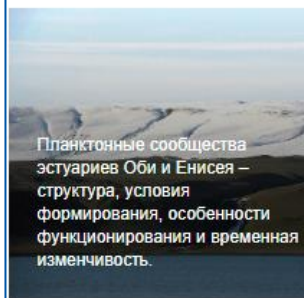 Планктонные сообщества
эстуариев Оби и Енисея –
структура, условия
формирования, особенности
функционирования и временная
изменчивость.